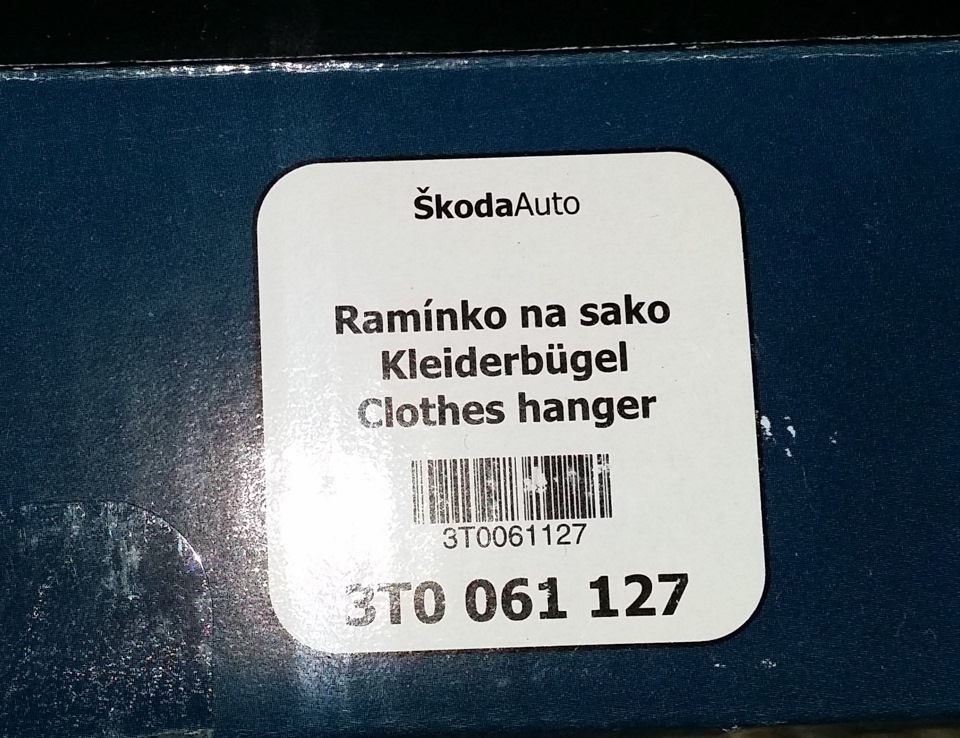 ŠkodaAuto
Ramínko na sako
Kleiderbügel
Clothes hanger
3T0061127
3T0 061 127